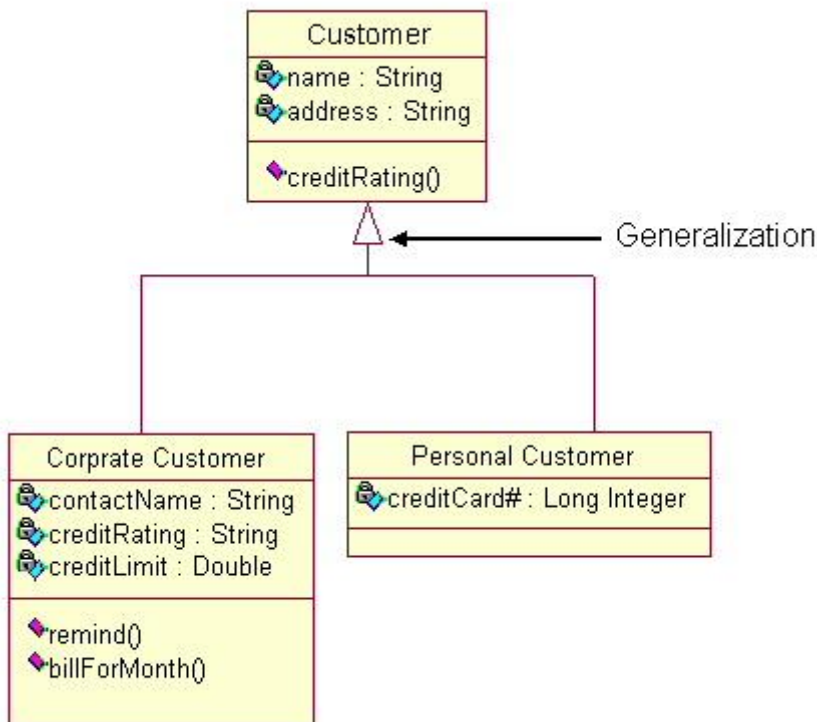 Customer
name : String
address : String
creditRating()
Generalization
Corprate Customer
contactName : String
creditRating : String
creditLimit : Double
remind()
billForMonth()
Personal Customer
creditCard# : Long Integer